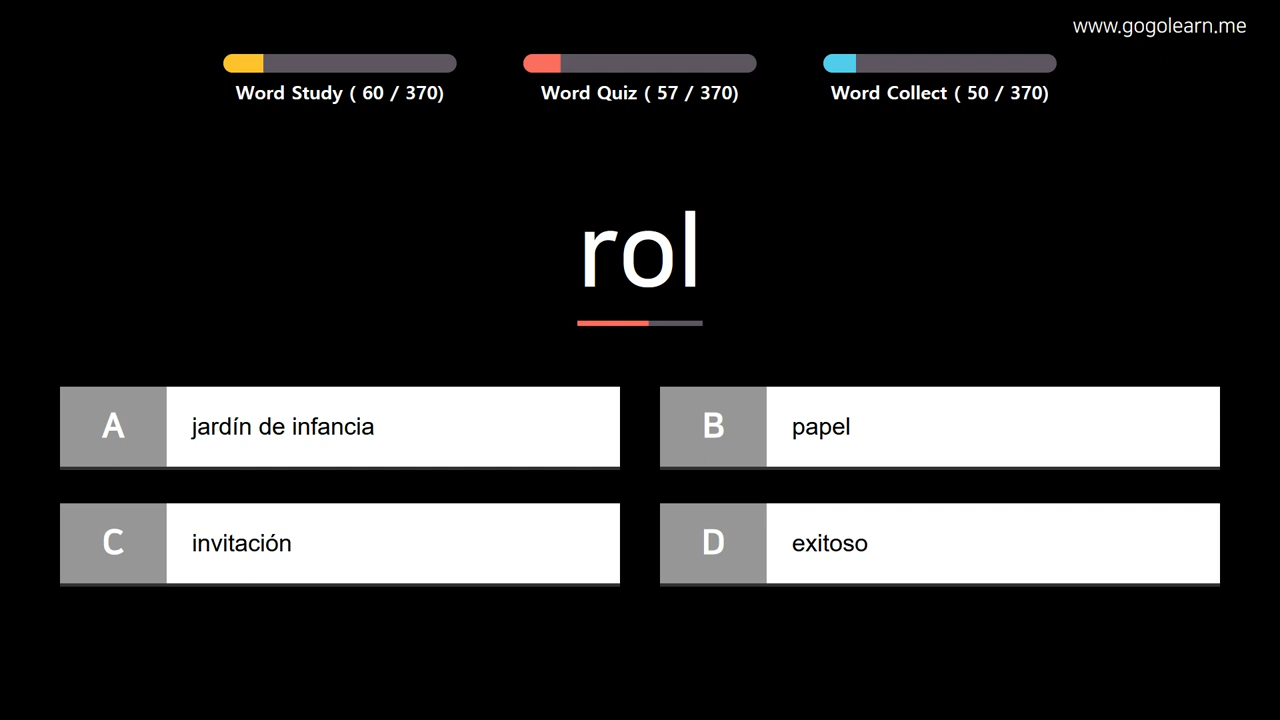 www.gogolearn.me
Word Study ( 60 / 370)
Word Quiz ( 57 / 370)
Word Collect ( 50 / 370)
rol
A jardín de infancia
B papel
C invitación
D exitoso